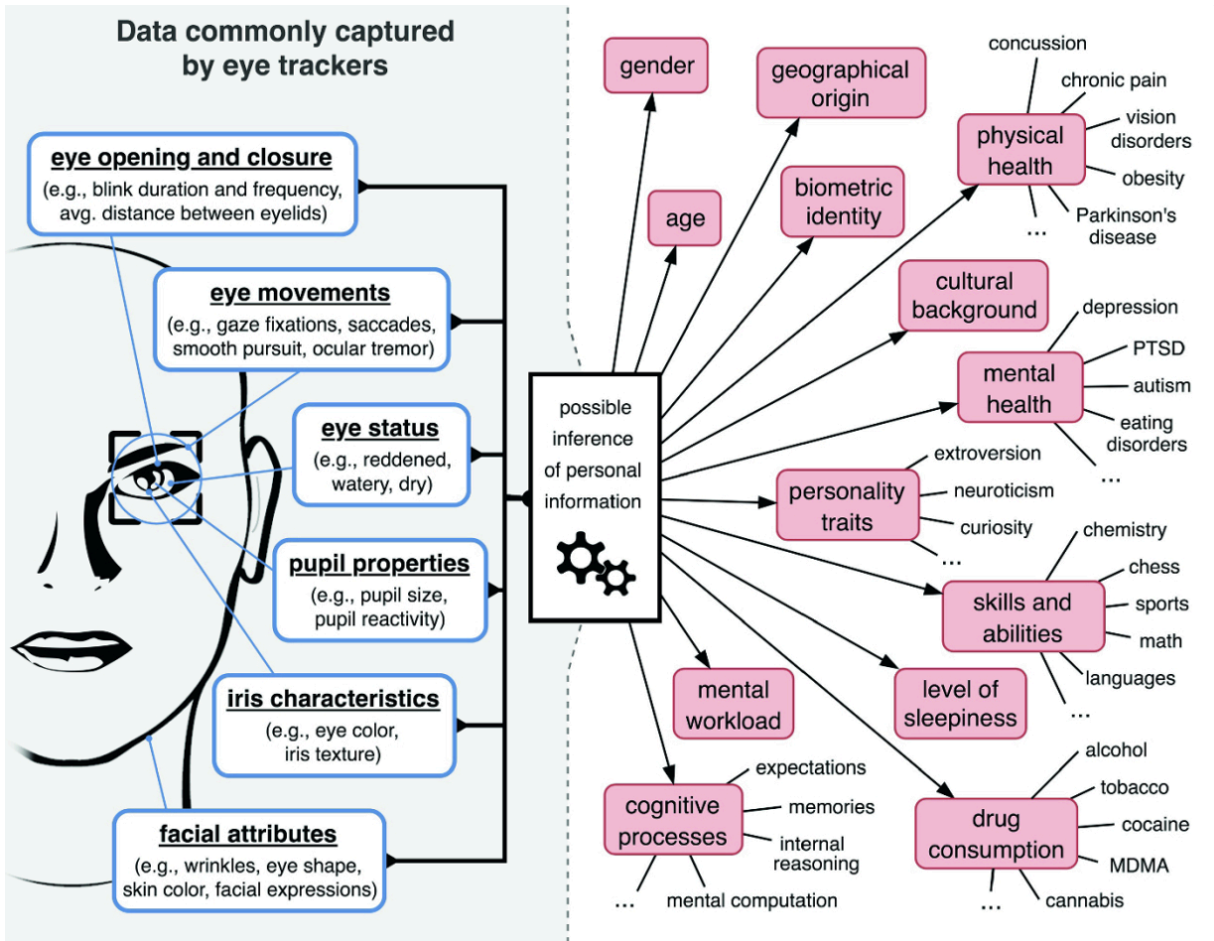 Data commonly captured
by eye trackers
eye opening and closure
(e.g., blink duration and frequency,
avg. distance between eyelids)
eye movements
(e.g., gaze fixations, saccades,
smooth pursuit, ocular tremor)
eye status
(e.g., reddened,
watery, dry)
pupil properties
(e.g., pupil size,
pupil reactivity)
iris characteristics
(e.g., eye color,
iris texture)
facial attributes
(e.g., wrinkles, eye shape,
skin color, facial expressions)
possible
inference
of personal
information
gender
geographical
origin
age
biometric
identity
physical
health
concussion
chronic pain
vision
disorders
obesity
Parkinson's
disease
...
cultural
background
mental
health
depression
PTSD
autism
eating
disorders
...
personality
traits
extroversion
neuroticism
curiosity
...
skills and
abilities
chemistry
chess
sports
math
languages
...
mental
workload
level of
sleepiness
cognitive
processes
expectations
memories
internal
reasoning
mental computation
...
drug
consumption
alcohol
tobacco
cocaine
MDMA
cannabis
...